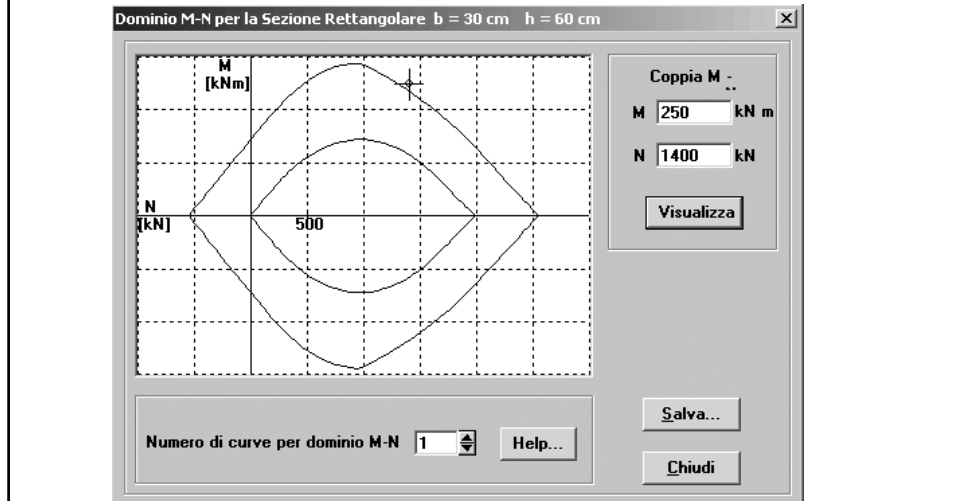 Dominio M-N per la Sezione Rettangolare b = 30 cm h = 60 cm
M
[kNm]
N
[kN]
500
Coppia M -
M 250 kN m
N 1400 kN
Visualizza
Numero di curve per dominio M-N 1 Help...
Salva...
Chiudi